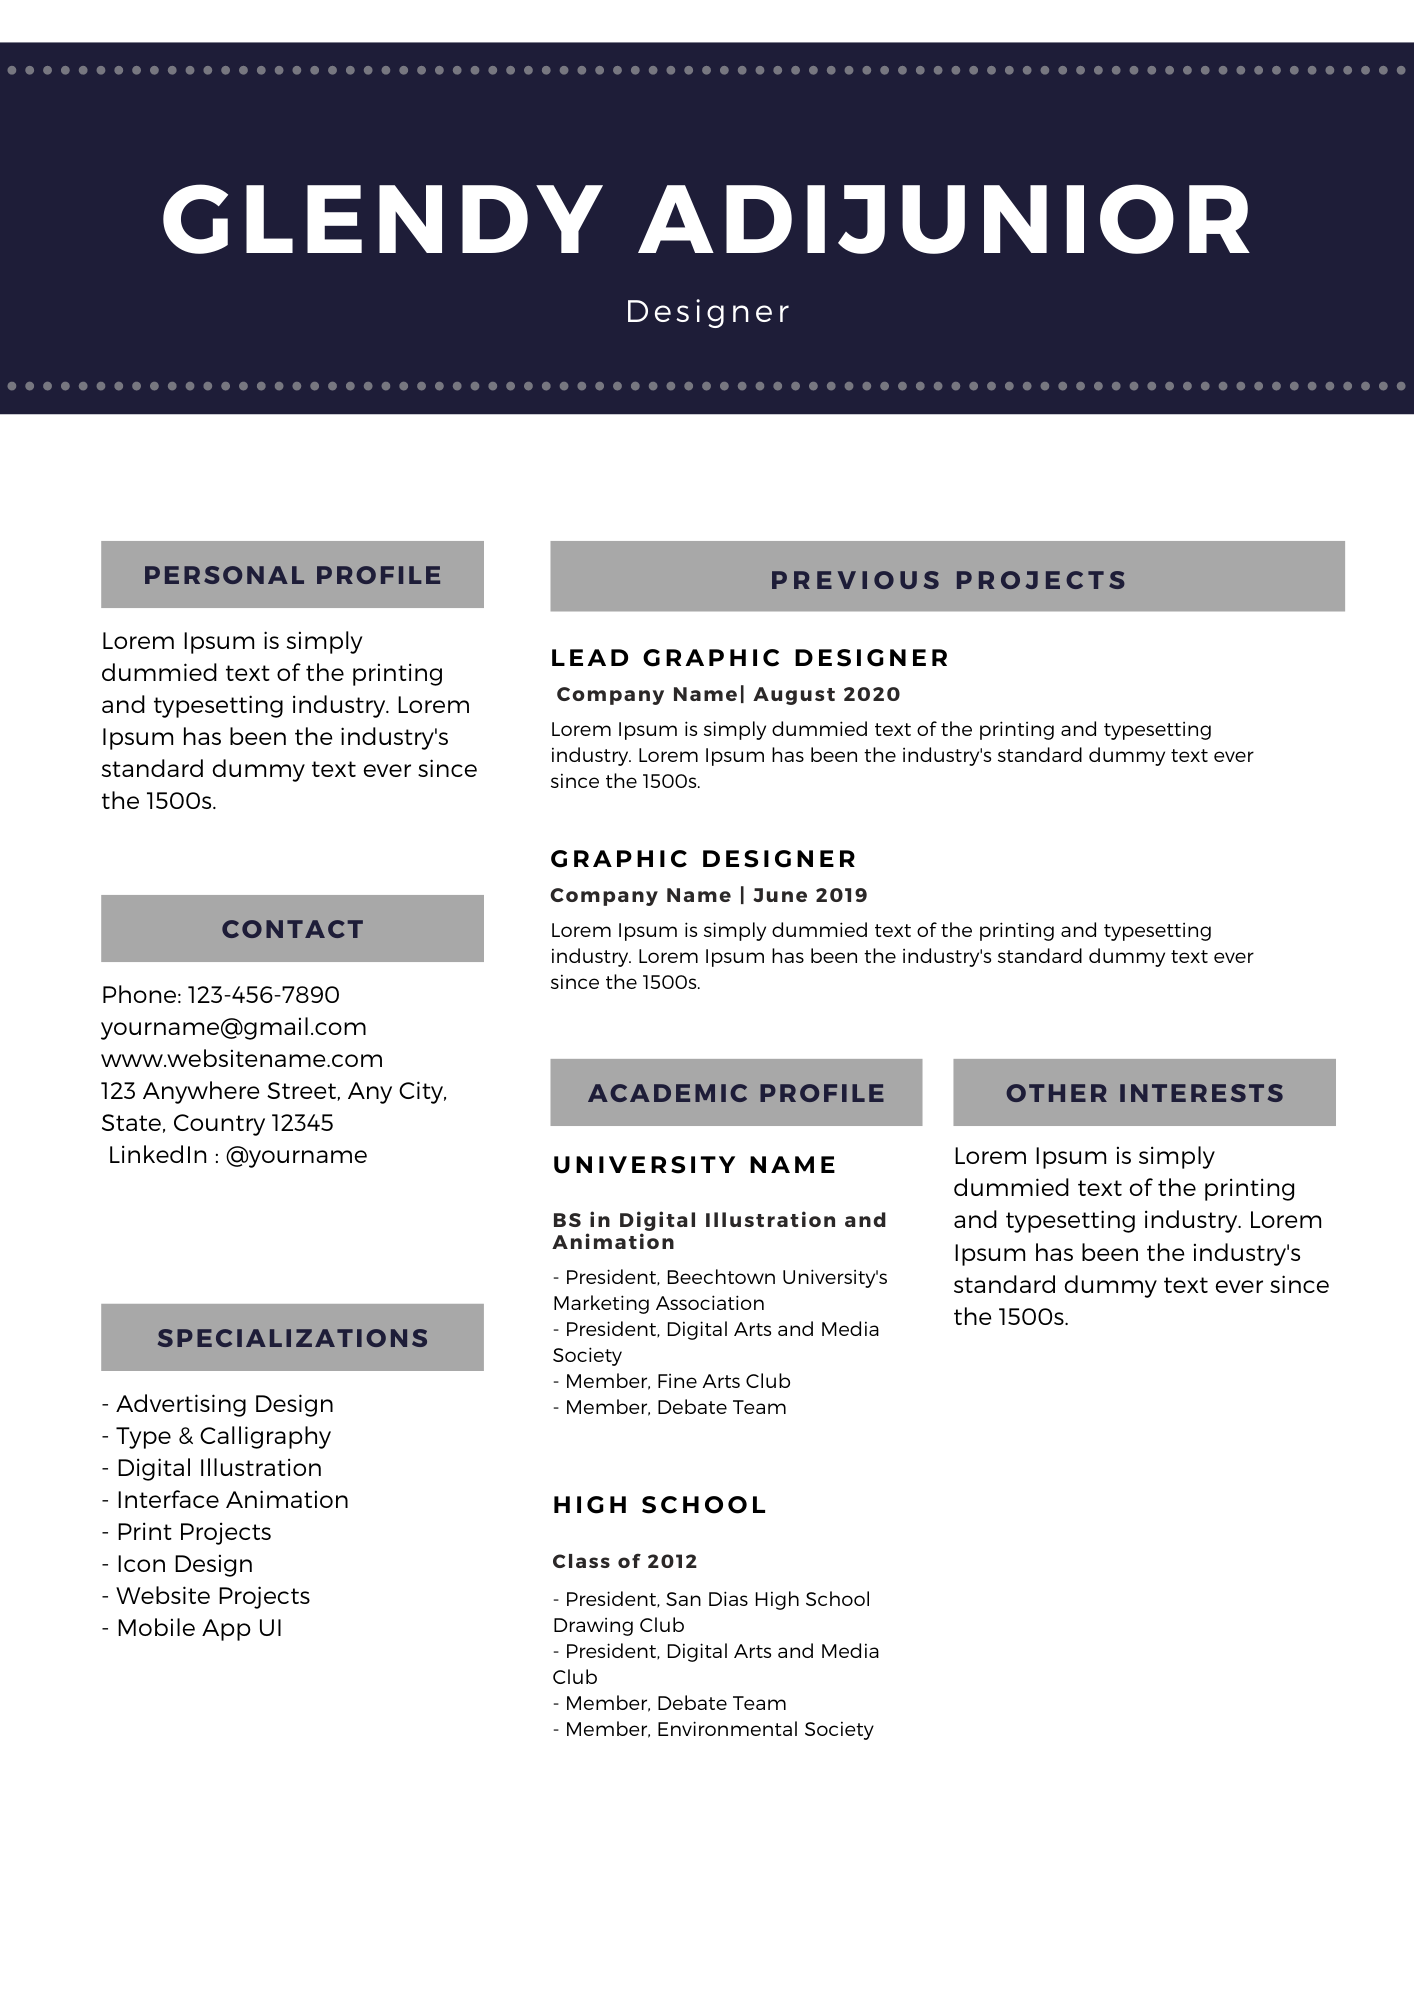 GLENDY ADIJUNIOR
Designer
PERSONAL PROFILE
Lorem Ipsum is simply
dummied text of the printing
and typesetting industry. Lorem
Ipsum has been the industry's
standard dummy text ever since
the 1500s.
CONTACT
Phone: 123-456-7890
yourname@gmail.com
www.websitename.com
123 Anywhere Street, Any City,
State, Country 12345
LinkedIn : @yourname
SPECIALIZATIONS
- Advertising Design
- Type & Calligraphy
- Digital Illustration
- Interface Animation
- Print Projects
- Icon Design
- Website Projects
- Mobile App UI
PREVIOUS PROJECTS
LEAD GRAPHIC DESIGNER
Company Name| August 2020
Lorem Ipsum is simply dummied text of the printing and typesetting
industry. Lorem Ipsum has been the industry's standard dummy text ever
since the 1500s.
GRAPHIC DESIGNER
Company Name | June 2019
Lorem Ipsum is simply dummied text of the printing and typesetting
industry. Lorem Ipsum has been the industry's standard dummy text ever
since the 1500s.
ACADEMIC PROFILE
UNIVERSITY NAME
BS in Digital Illustration and
Animation
- President, Beechtown University's
Marketing Association
- President, Digital Arts and Media
Society
- Member, Fine Arts Club
- Member, Debate Team
HIGH SCHOOL
Class of 2012
- President, San Dias High School
Drawing Club
- President, Digital Arts and Media
Club
- Member, Debate Team
- Member, Environmental Society
OTHER INTERESTS
Lorem Ipsum is simply
dummied text of the printing
and typesetting industry. Lorem
Ipsum has been the industry's
standard dummy text ever since
the 1500s.